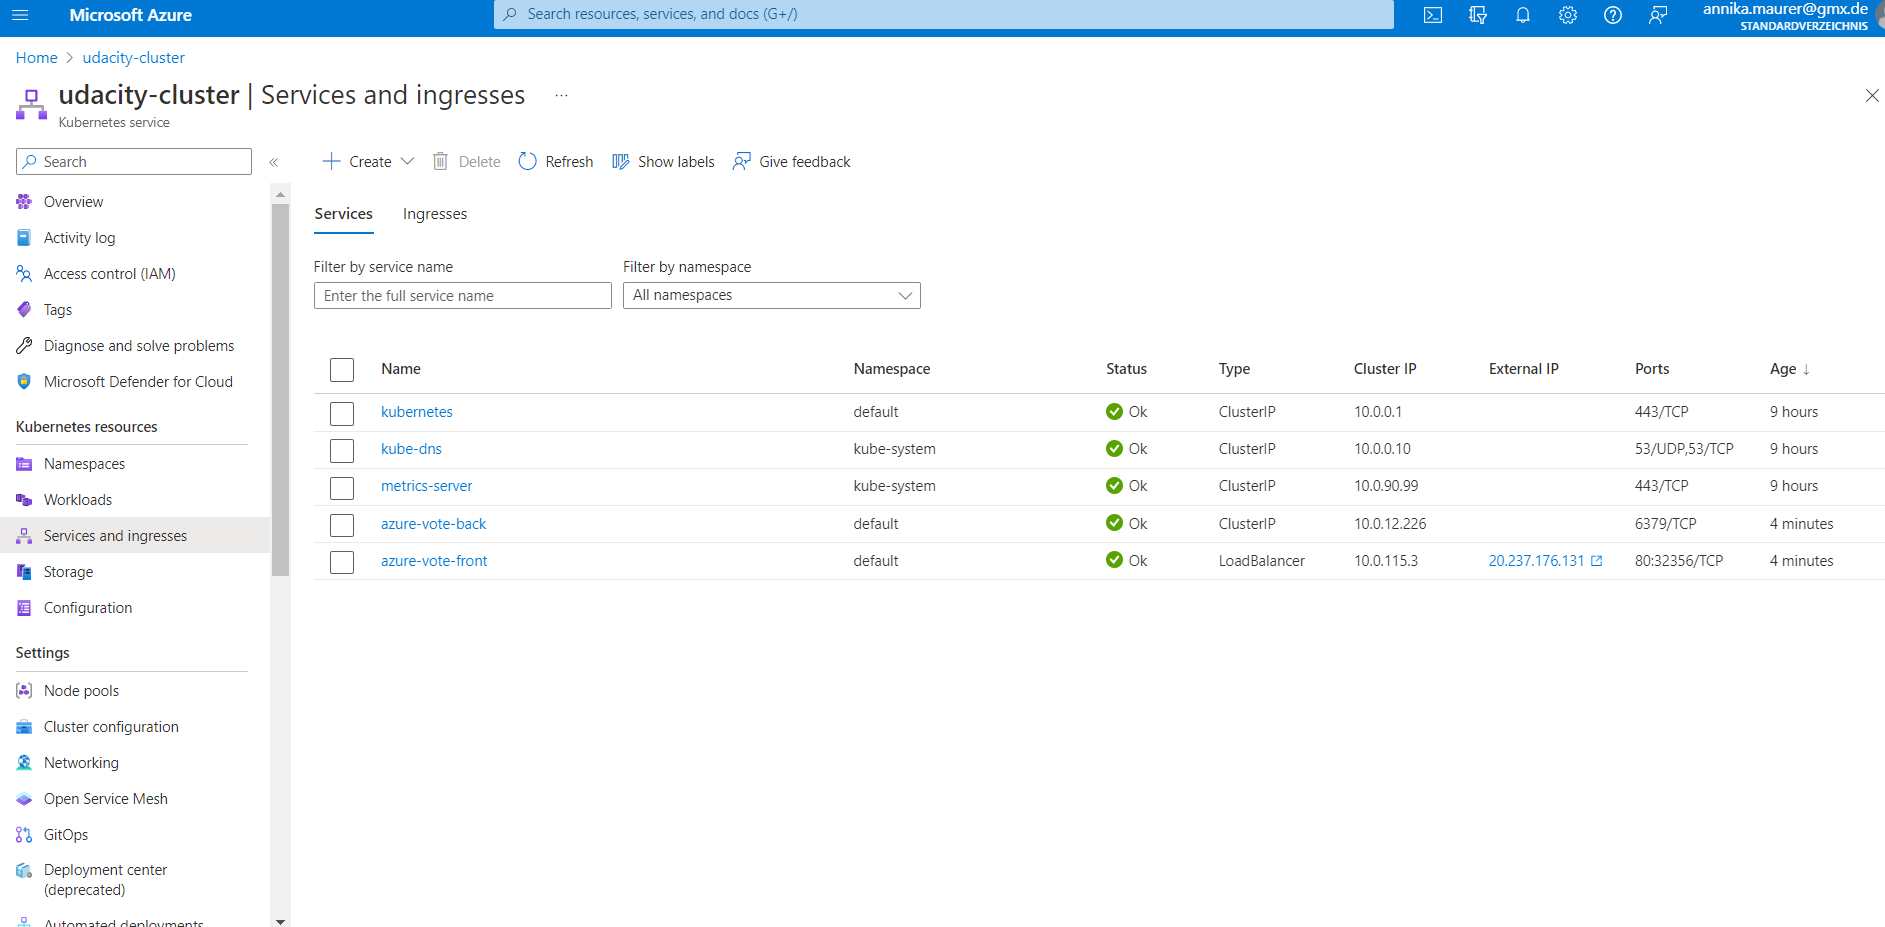 Microsoft Azure
Search resources, services, and docs (G+/)
annika.maurer@gmx.de
STANDARDVERZEICHNIS
Home > udacity-cluster
udacity-cluster | Services and ingresses ...
Kubernetes service
Search
«
Create
Delete
Refresh
Show labels
Give feedback
Overview
Activity log
Access control (IAM)
Tags
Diagnose and solve problems
Microsoft Defender for Cloud
Kubernetes resources
Namespaces
Workloads
Services and ingresses
Storage
Configuration
Settings
Node pools
Cluster configuration
Networking
Open Service Mesh
GitOps
Deployment center
(deprecated)
Automated deployments
Services Ingresses
Filter by service name Filter by namespace
Enter the full service name All namespaces
Name Namespace Status Type Cluster IP External IP Ports Age ↓
kubernetes default Ok ClusterIP 10.0.0.1 443/TCP 9 hours
kube-dns kube-system Ok ClusterIP 10.0.0.10 53/UDP,53/TCP 9 hours
metrics-server kube-system Ok ClusterIP 10.0.90.99 443/TCP 9 hours
azure-vote-back default Ok ClusterIP 10.0.12.226 6379/TCP 4 minutes
azure-vote-front default Ok LoadBalancer 10.0.115.3 20.237.176.131 80:32356/TCP 4 minutes